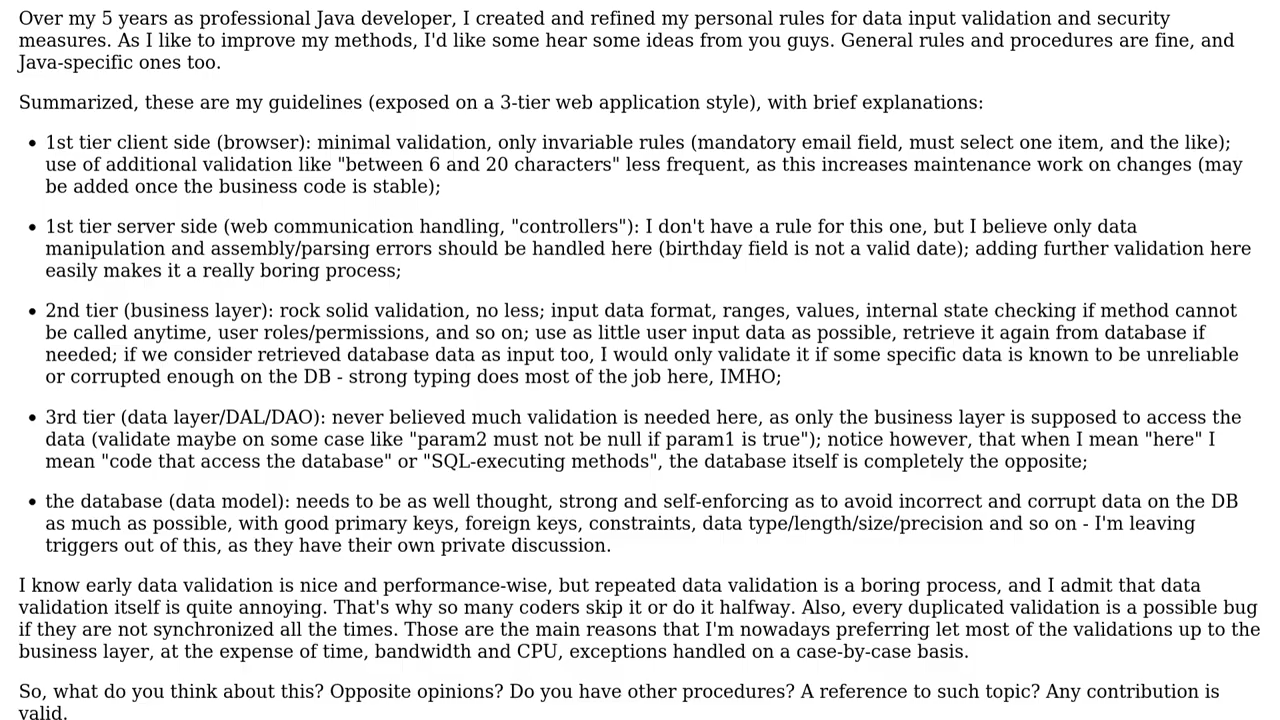 Over my 5 years as professional Java developer, I created and refined my personal rules for data input validation and security
measures. As I like to improve my methods, I'd like some hear some ideas from you guys. General rules and procedures are fine, and
Java-specific ones too.
Summarized, these are my guidelines (exposed on a 3-tier web application style), with brief explanations:
• 1st tier client side (browser): minimal validation, only invariable rules (mandatory email field, must select one item, and the like);
use of additional validation like "between 6 and 20 characters" less frequent, as this increases maintenance work on changes (may
be added once the business code is stable);
• 1st tier server side (web communication handling, "controllers"): I don't have a rule for this one, but I believe only data
manipulation and assembly/parsing errors should be handled here (birthday field is not a valid date); adding further validation here
easily makes it a really boring process;
• 2nd tier (business layer): rock solid validation, no less; input data format, ranges, values, internal state checking if method cannot
be called anytime, user roles/permissions, and so on; use as little user input data as possible, retrieve it again from database if
needed; if we consider retrieved database data as input too, I would only validate it if some specific data is known to be unreliable
or corrupted enough on the DB - strong typing does most of the job here, IMHO;
• 3rd tier (data layer/DAL/DAO): never believed much validation is needed here, as only the business layer is supposed to access the
data (validate maybe on some case like "param2 must not be null if param1 is true"); notice however, that when I mean "here" I
mean "code that access the database" or "SQL-executing methods", the database itself is completely the opposite;
• the database (data model): needs to be as well thought, strong and self-enforcing as to avoid incorrect and corrupt data on the DB
as much as possible, with good primary keys, foreign keys, constraints, data type/length/size/precision and so on - I'm leaving
triggers out of this, as they have their own private discussion.
I know early data validation is nice and performance-wise, but repeated data validation is a boring process, and I admit that data
validation itself is quite annoying. That's why so many coders skip it or do it halfway. Also, every duplicated validation is a possible bug
if they are not synchronized all the times. Those are the main reasons that I'm nowadays preferring let most of the validations up to the
business layer, at the expense of time, bandwidth and CPU, exceptions handled on a case-by-case basis.
So, what do you think about this? Opposite opinions? Do you have other procedures? A reference to such topic? Any contribution is
valid.